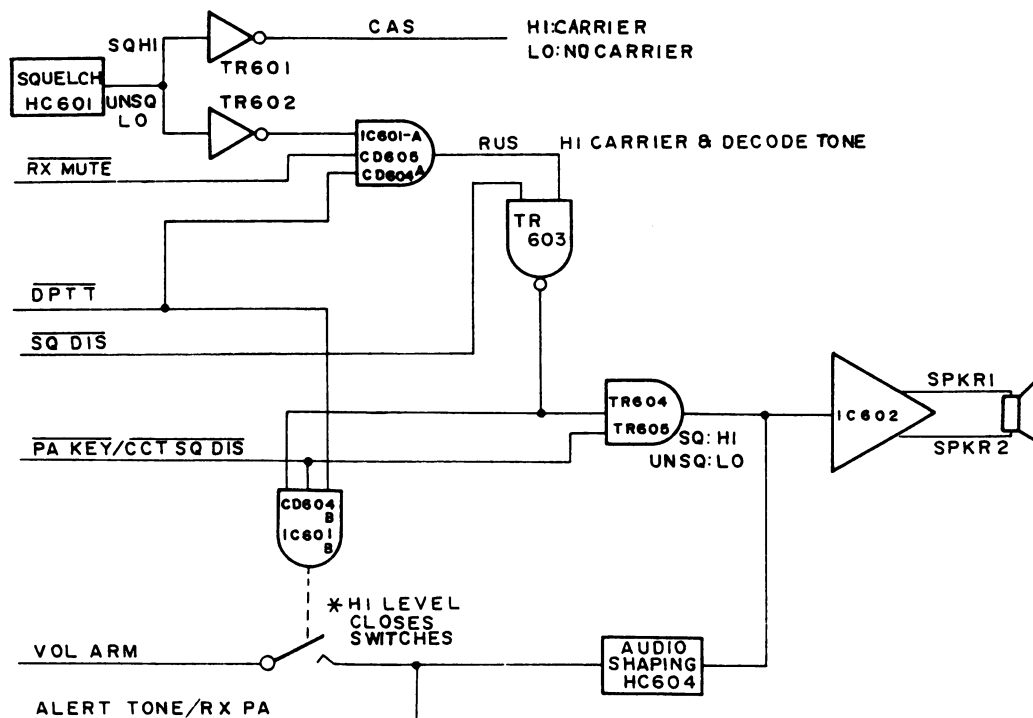 CAS
HI:CARRIER
LO:NO CARRIER
SQHI
TR601
SQUELCH
HC601
UNSQ
LO
TR602
IC601-A
CD605
CD604A
RUS
HI CARRIER & DECODE TONE
RX MUTE
TR
603
DPTT
SQ DIS
TR604
TR605
SQ:HI
UNSQ:LO
IC602
SPKR1
SPKR2
PA KEY/CCT SQ DIS
CD604
B
IC601
B
*HI LEVEL
CLOSES
SWITCHES
VOL ARM
AUDIO
SHAPING
HC604
ALERT TONE/RX PA